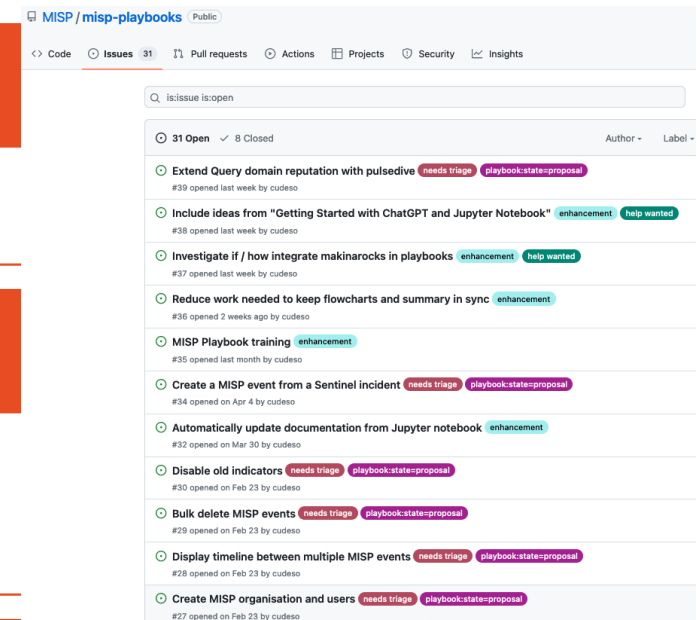 MISP / misp-playbooks Public
Code Issues 31 Pull requests Actions Projects Security Insights
is:issue is:open
31 Open 8 Closed Author Label
Extend Query domain reputation with pulsedive needs triage playbook:state=proposal
#39 opened last week by cudeso
Include ideas from "Getting Started with ChatGPT and Jupyter Notebook" enhancement help wanted
#38 opened last week by cudeso
Investigate if / how integrate makinarocks in playbooks enhancement help wanted
#37 opened last week by cudeso
Reduce work needed to keep flowcharts and summary in sync enhancement
#36 opened 2 weeks ago by cudeso
MISP Playbook training enhancement
#35 opened last month by cudeso
Create a MISP event from a Sentinel incident needs triage playbook:state=proposal
#34 opened on Apr 4 by cudeso
Automatically update documentation from Jupyter notebook enhancement
#32 opened on Mar 30 by cudeso
Disable old indicators needs triage playbook:state=proposal
#30 opened on Feb 23 by cudeso
Bulk delete MISP events needs triage playbook:state=proposal
#29 opened on Feb 23 by cudeso
Display timeline between multiple MISP events needs triage playbook:state=proposal
#28 opened on Feb 23 by cudeso
Create MISP organisation and users needs triage playbook:state=proposal
#27 opened on Feb 23 by cudeso